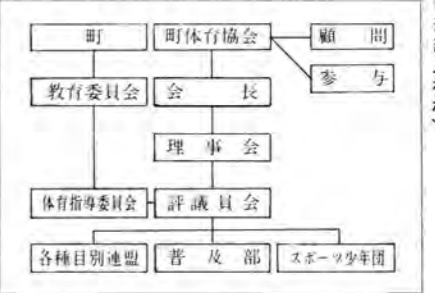 町 町体育協会 顧問
参与
教育委員会 会長
理事会
体育指導委員会 評議員会
各種目別連盟 普及部 スポーツ少年団